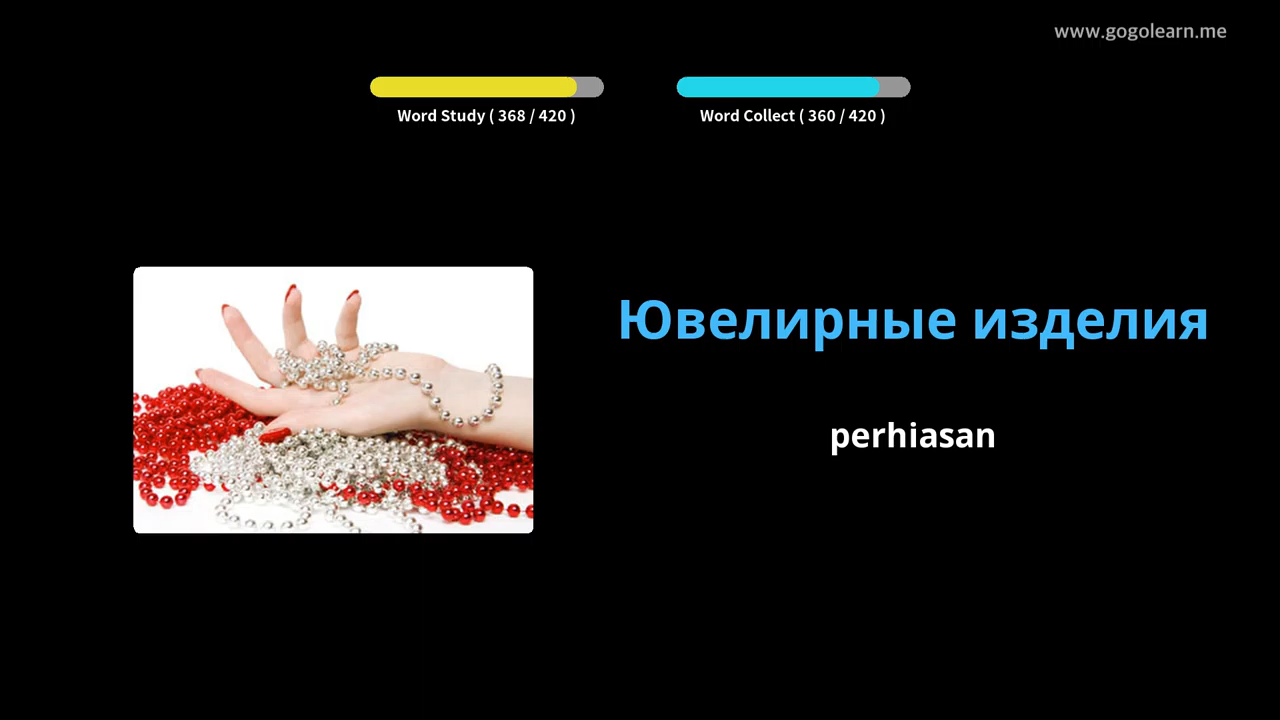 www.gogolearn.me
Word Study ( 368 / 420 )
Word Collect ( 360 / 420 )
Ювелирные изделия
perhiasan